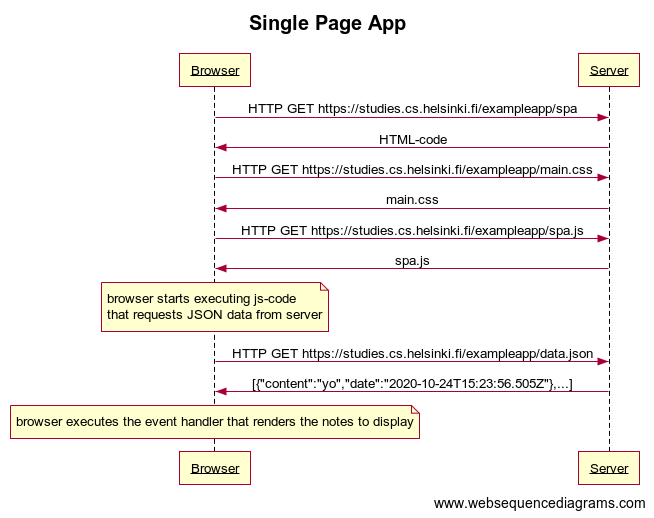 Single Page App
Browser
Server
HTTP GET https://studies.cs.helsinki.fi/exampleapp/spa
HTML-code
HTTP GET https://studies.cs.helsinki.fi/exampleapp/main.css
main.css
HTTP GET https://studies.cs.helsinki.fi/exampleapp/spa.js
spa.js
browser starts executing js-code
that requests JSON data from server
HTTP GET https://studies.cs.helsinki.fi/exampleapp/data.json
[{"content":"yo","date":"2020-10-24T15:23:56.505Z"},...]
browser executes the event handler that renders the notes to display
Browser
Server
www.websequencediagrams.com